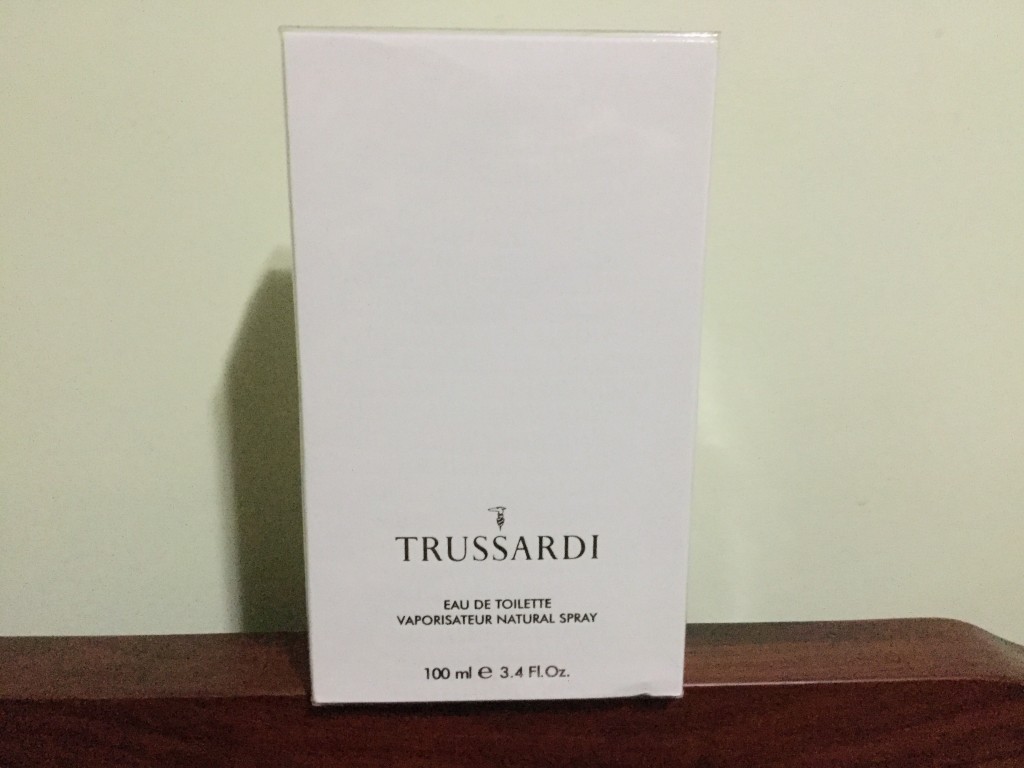 TRUSSARDI
EAU DE TOILETTE
VAPORISATEUR NATURAL SPRAY
100 ml ℮ 3.4 Fl.Oz.